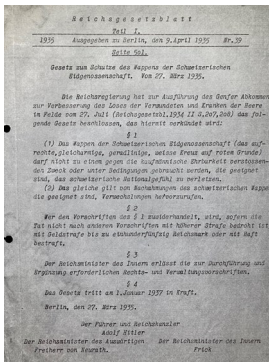 Reichsgesetzblatt
Teil I.
1935 Ausgegeben zu Berlin, den 9.April 1935 Nr.39
Seite 501.
Gesetz zum Schutze des Wappens der Schweizerischen
Eidgenossenschaft. Vom 27. März 1935.
Die Reichsregierung hat zur Ausführung des Genfer Abkommens
zur Verbesserung des Loses der Verwundeten und Kranken der Heere
im Felde vom 27. Juli (Reichsgesetzbl.1934 II S.207,208) das fol-
gende Gesetz beschlossen, das hiermit verkündet wird:
§ 1
(1) Das Wappen der Schweizerischen Eidgenossenschaft (das auf-
rechte,gleicharmige, geradlinige, weisse Kreuz auf rotem Grunde)
darf nicht zu einem gegen die kaufmännische Ehrbarkeit verstossen-
den Zweck oder unter Bedingungen gebraucht werden, die geeignet
sind, das schweizerische Nationalgefühl zu verletzen.
(2) Das gleiche gilt von Nachahmungen des schweizerischen Wappens
die geeignet sind, Verwechslungen hervorzurufen.
§ 2
Wer den Vorschriften des § 1 zuwiderhandelt, wird, sofern die
Tat nicht nach anderen Vorschriften mit höherer Strafe bedroht ist
mit Geldstrafe bis zu einhundertfünfzig Reichsmark oder mit Haft
bestraft.
§ 3
Der Reichsminister des Innern erlässt die zur Durchführung und
Ergänzung erforderlichen Rechts- und Verwaltungsvorschriften.
§ 4
Das Gesetz tritt am 1.Januar 1937 in Kraft.
Berlin, den 27. März 1935.
Der Führer und Reichskanzler
Adolf Hitler
Der Reichsminister des Auswärtigen Der Reichsminister des Innern
Freiherr von Neurath. Frick